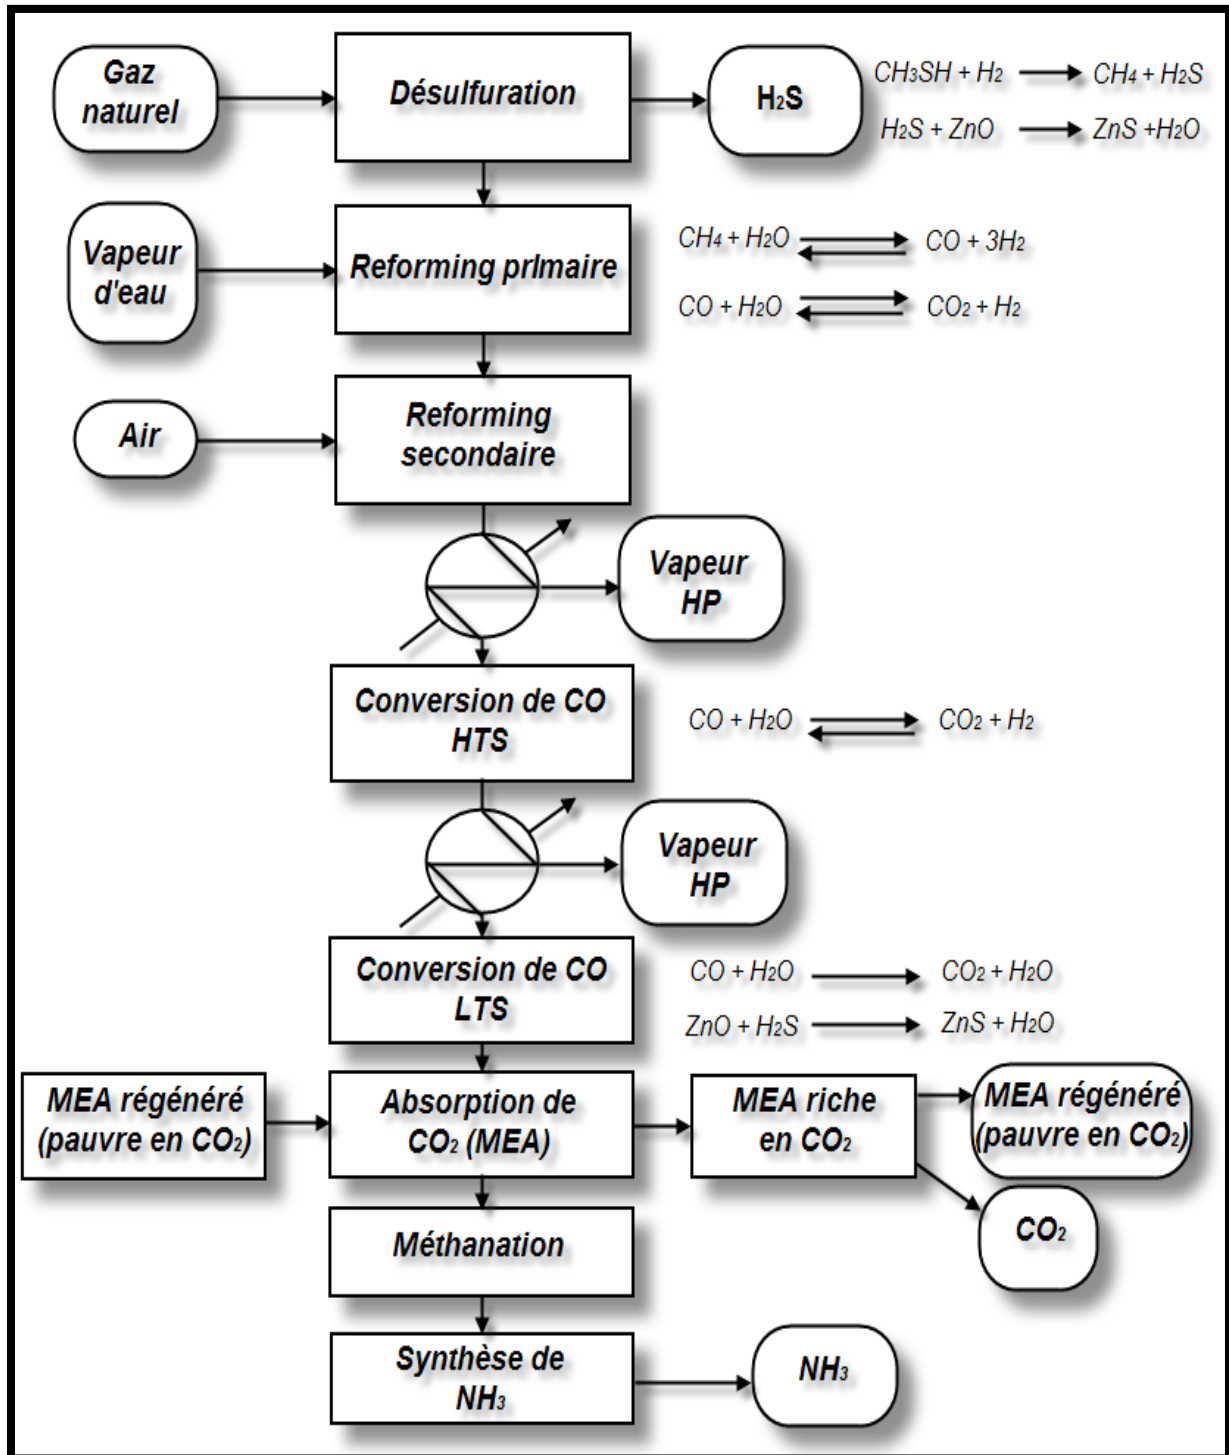 Gaz
naturel
Désulfuration
H₂S
CH₃SH + H₂ → CH₄ + H₂S
H₂S + ZnO → ZnS +H₂O
Vapeur
d'eau
Reforming prImaire
CH₄ + H₂O ⇌ CO + 3H₂
CO + H₂O ⇌ CO₂ + H₂
Air
Reforming
secondaire
Vapeur
HP
Conversion de CO
HTS
CO + H₂O ⇌ CO₂ + H₂
Vapeur
HP
Conversion de CO
LTS
CO + H₂O → CO₂ + H₂O
ZnO + H₂S → ZnS + H₂O
MEA régénéré
(pauvre en CO₂)
Absorption de
CO₂ (MEA)
MEA riche
en CO₂
MEA régénéré
(pauvre en CO₂)
CO₂
Méthanation
Synthèse de
NH₃
NH₃